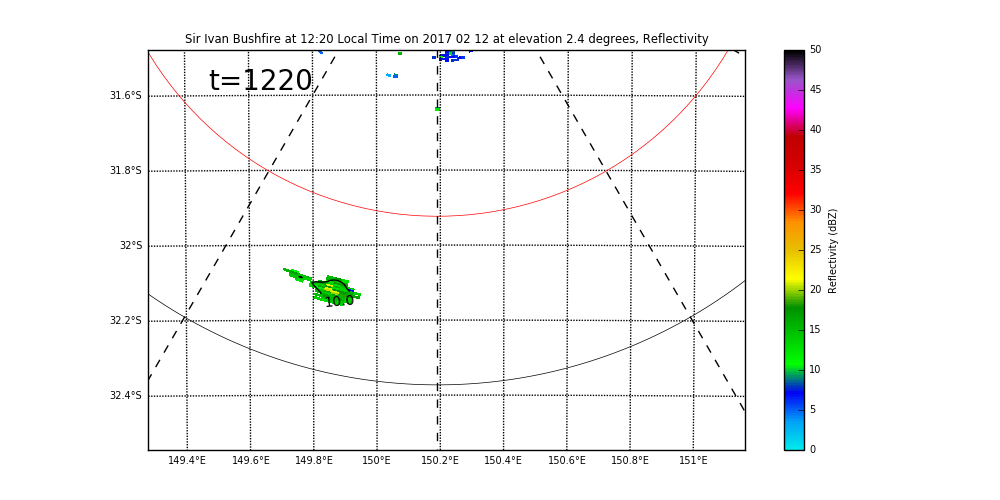 Sir Ivan Bushfire at 12:20 Local Time on 2017 02 12 at elevation 2.4 degrees, Reflectivity
t=1220
31.6°S
31.8°S
32°S
32.2°S
32.4°S
10.0
149.4°E 149.6°E 149.8°E 150°E 150.2°E 150.4°E 150.6°E 150.8°E 151°E
50
45
40
35
30
25
20
15
10
5
0
Reflectivity (dBZ)